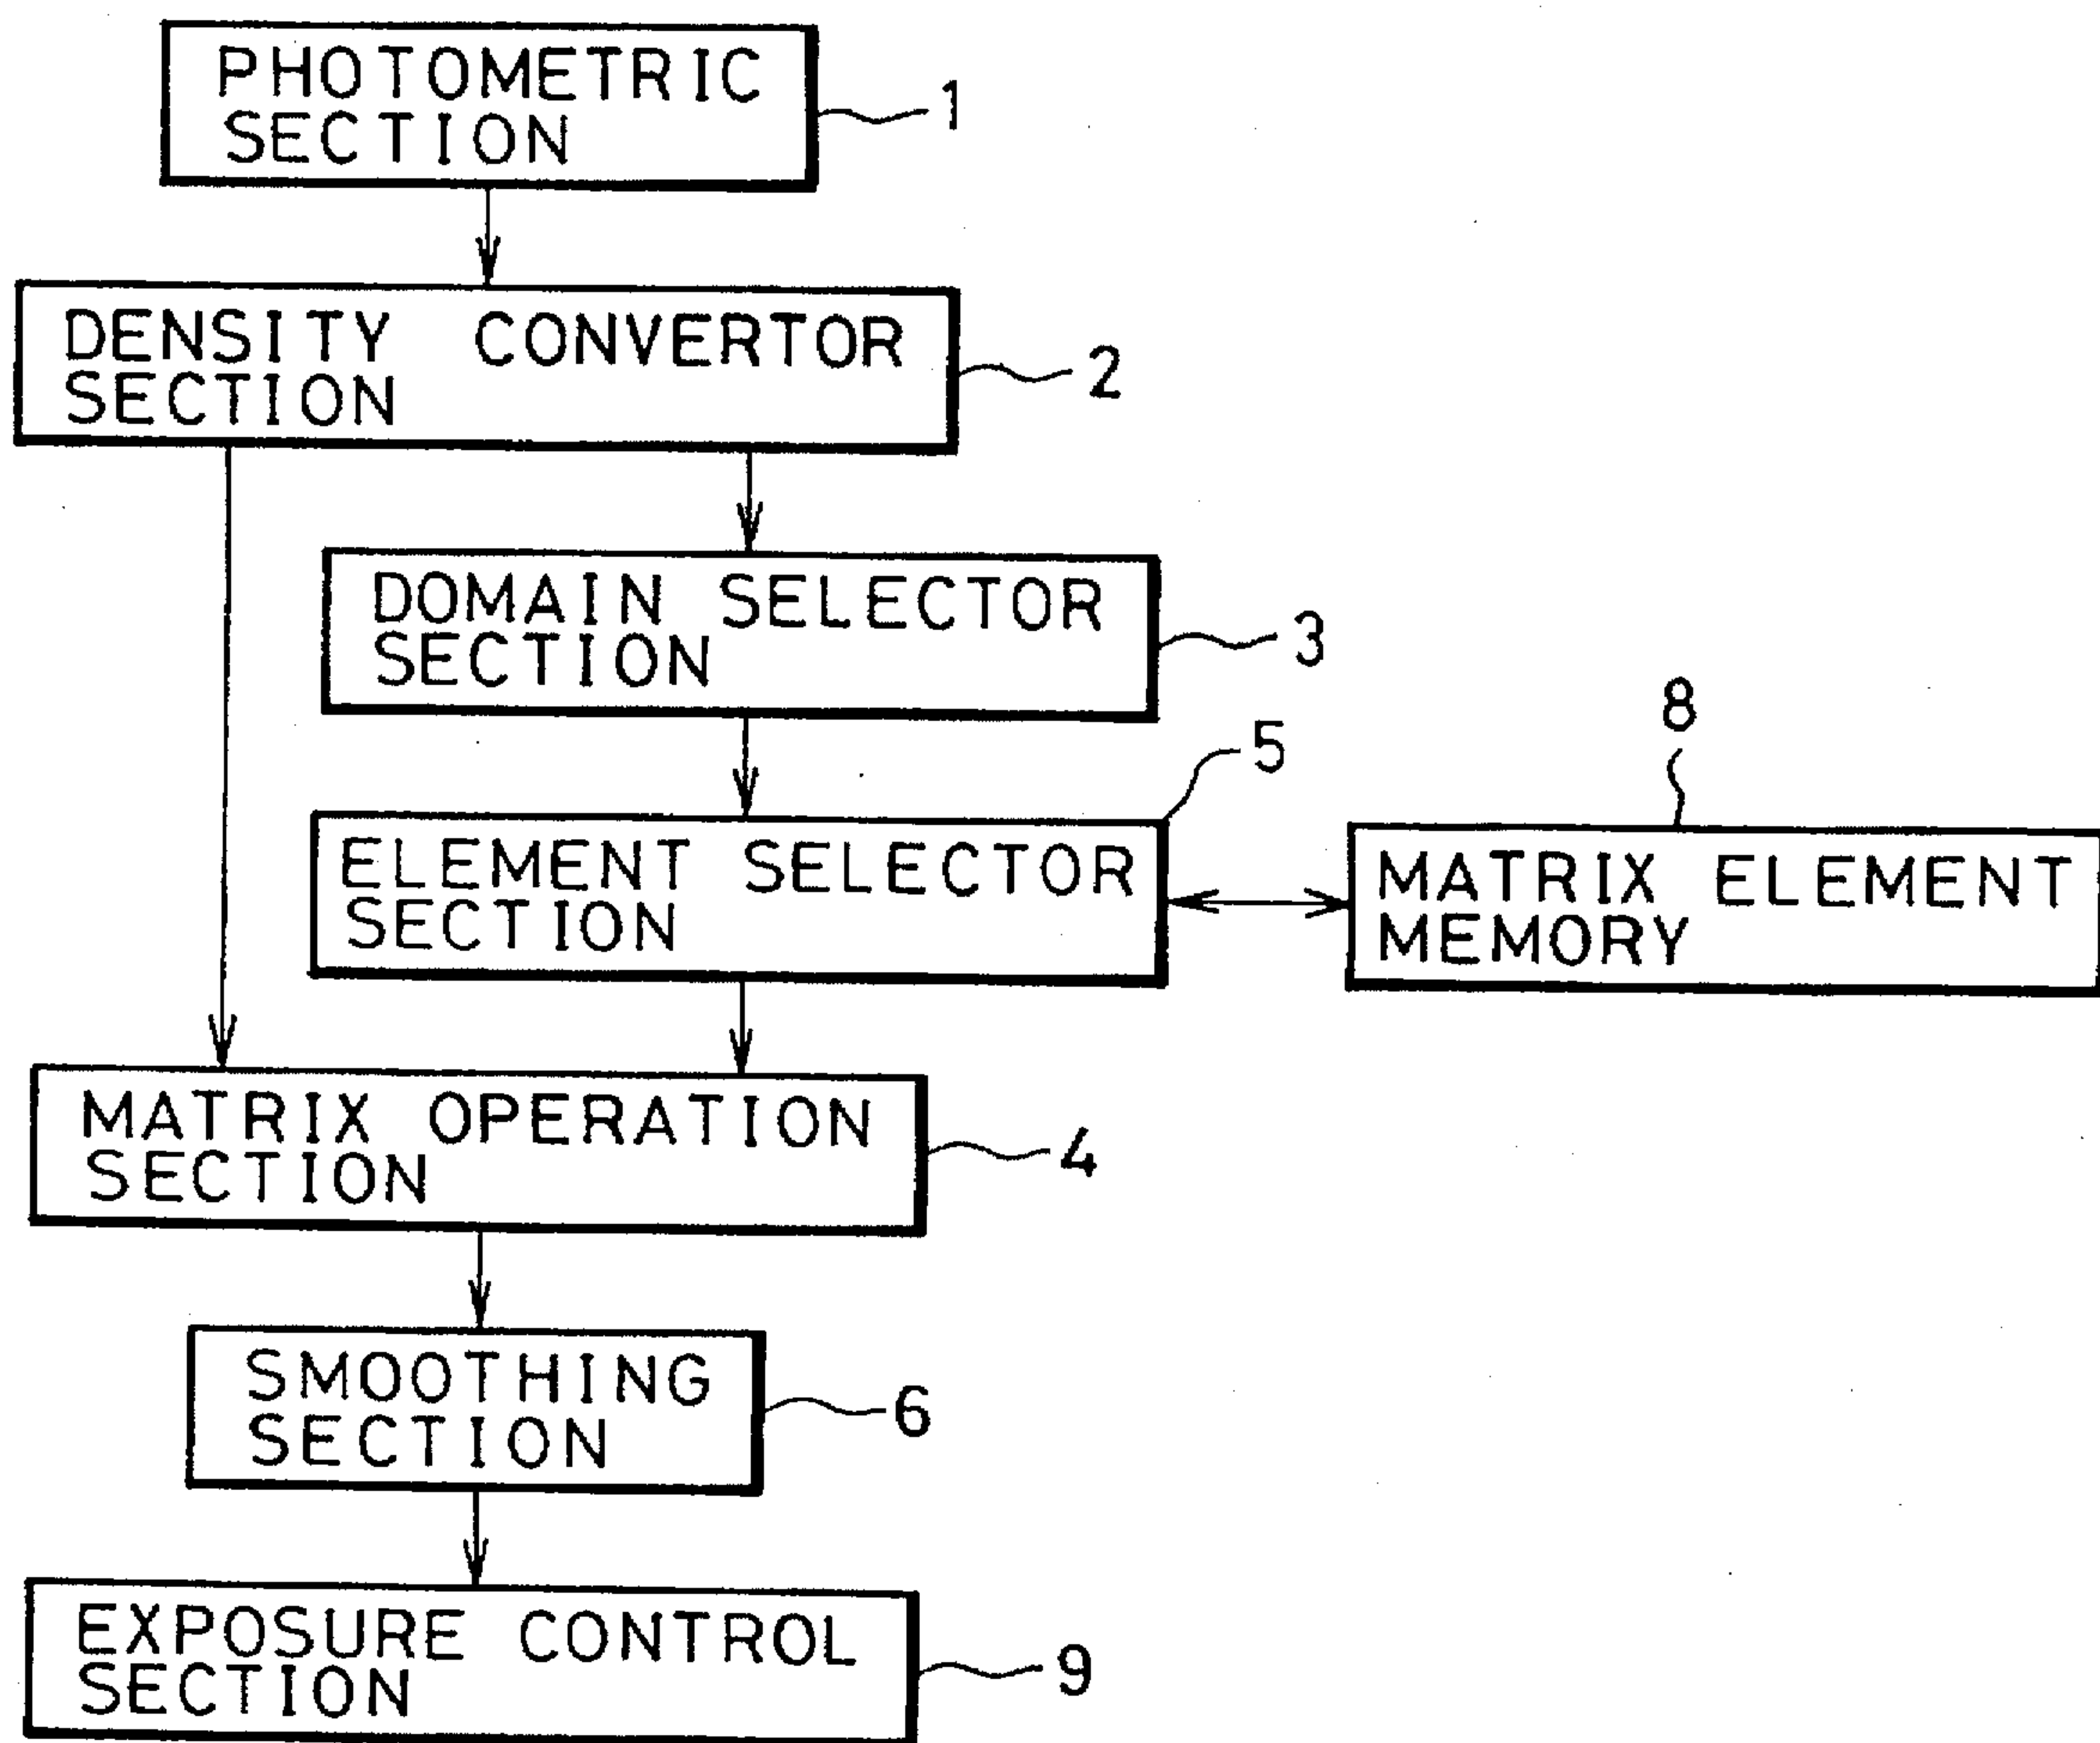 PHOTOMETRIC
SECTION
1
DENSITY CONVERTOR
SECTION
2
DOMAIN SELECTOR
SECTION
3
8
5
ELEMENT SELECTOR
SECTION
MATRIX ELEMENT
MEMORY
MATRIX OPERATION
SECTION
4
SMOOTHING
SECTION
6
EXPOSURE CONTROL
SECTION
9